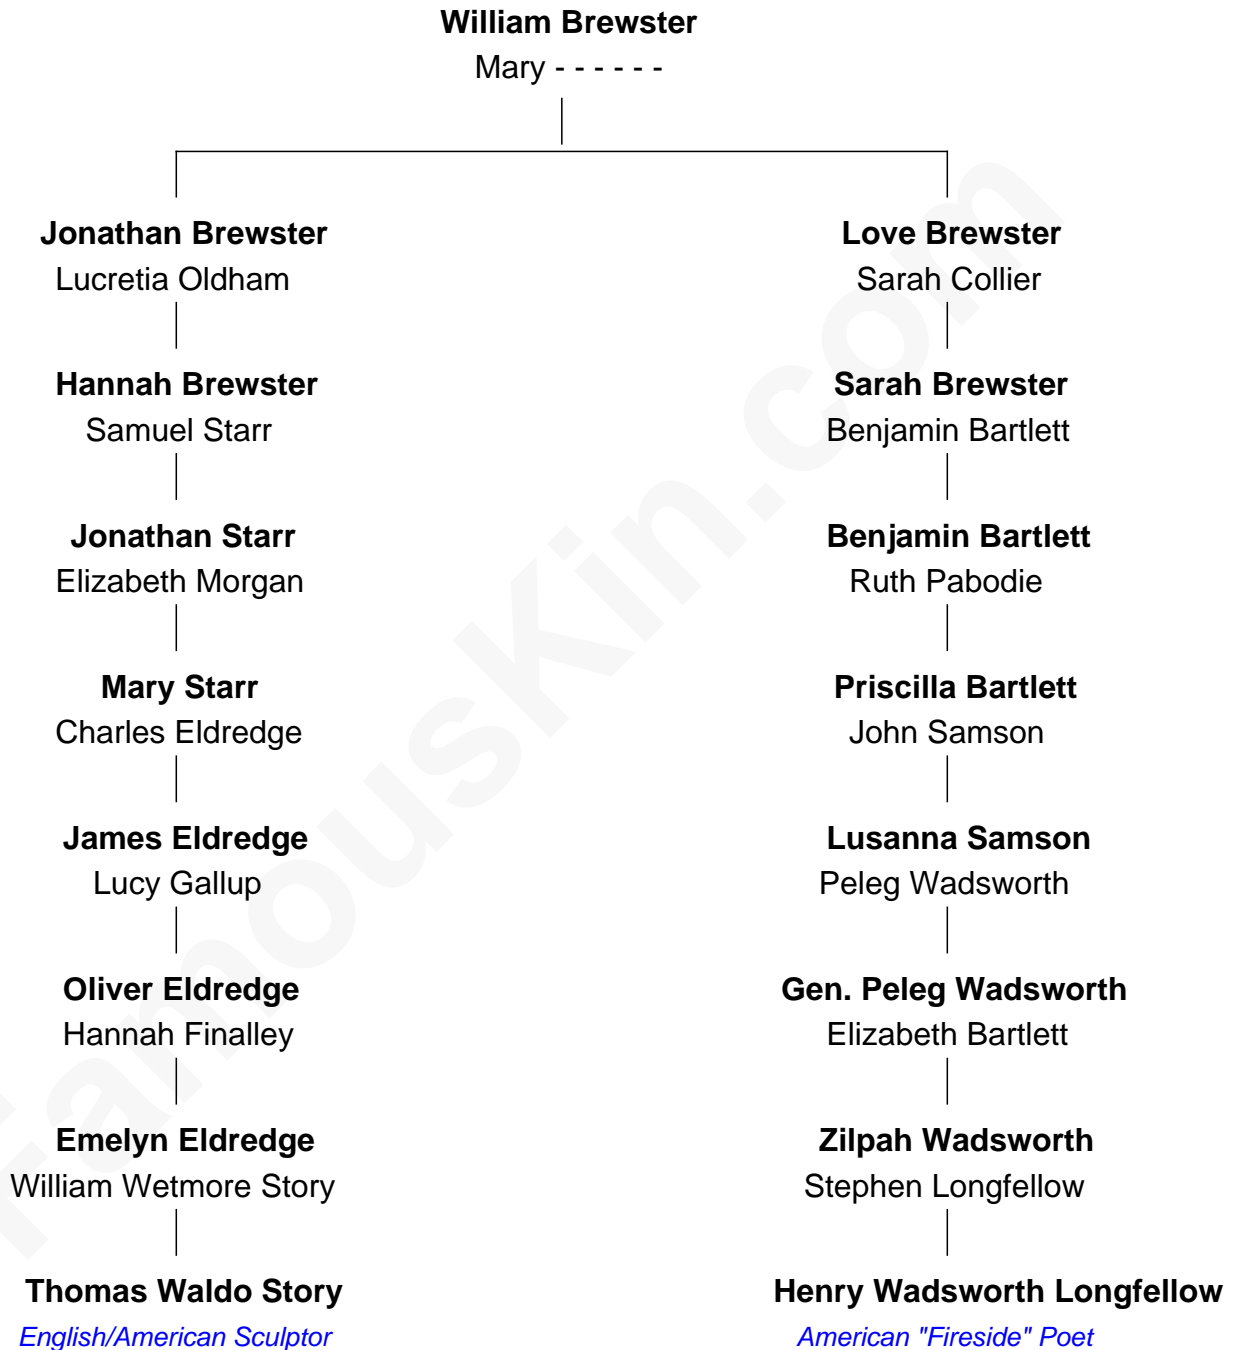 William Brewster
Mary - - - - - -
Jonathan Brewster
Lucretia Oldham
Love Brewster
Sarah Collier
Hannah Brewster
Samuel Starr
Sarah Brewster
Benjamin Bartlett
Jonathan Starr
Elizabeth Morgan
Benjamin Bartlett
Ruth Pabodie
Mary Starr
Charles Eldredge
Priscilla Bartlett
John Samson
James Eldredge
Lucy Gallup
Lusanna Samson
Peleg Wadsworth
Oliver Eldredge
Hannah Finalley
Gen. Peleg Wadsworth
Elizabeth Bartlett
Emelyn Eldredge
William Wetmore Story
Zilpah Wadsworth
Stephen Longfellow
Thomas Waldo Story
English/American Sculptor
Henry Wadsworth Longfellow
American "Fireside" Poet
FamousKin.com